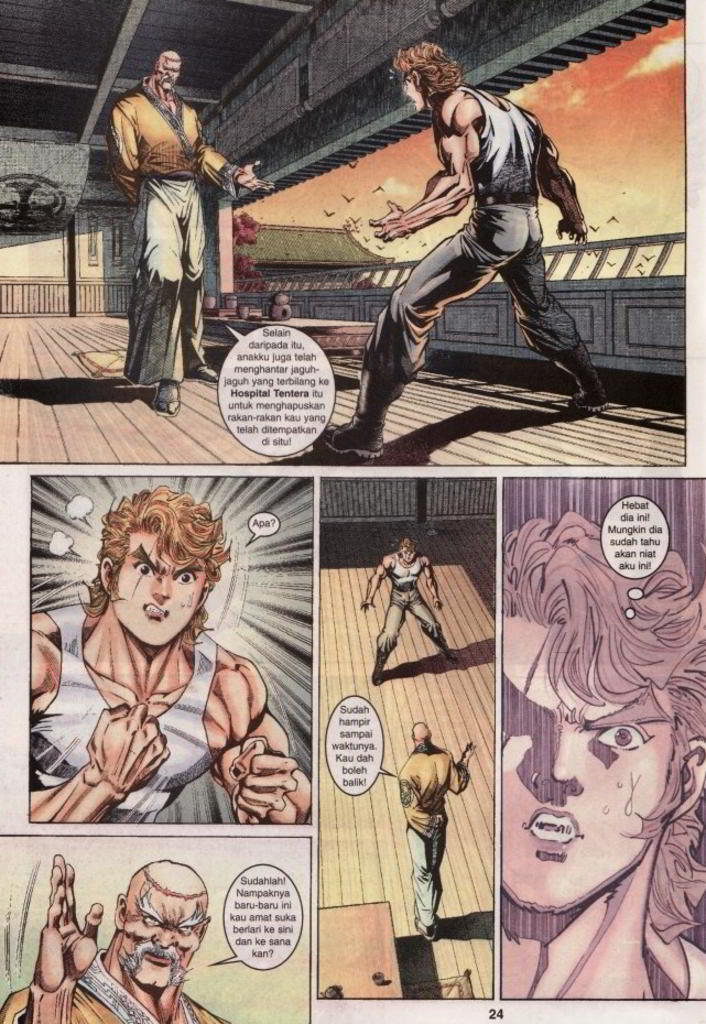 Selain
daripada itu,
anakku juga telah
menghantar jaguh-
jaguh yang terbilang ke
Hospital Tentera
untuk menghapuskan
rakan-rakan kau yang
telah ditempatkan
di situ!
Apa?
Sudah
hampir
sampai
waktunya.
Kau dah
boleh
balik!
Hebat
dia ini!
Mungkin dia
sudah tahu
akan niat
aku ini!
Sudahlah!
Nampaknya
baru-baru ini
kau amat suka
berlari ke sini
dan ke sana
kan?
24